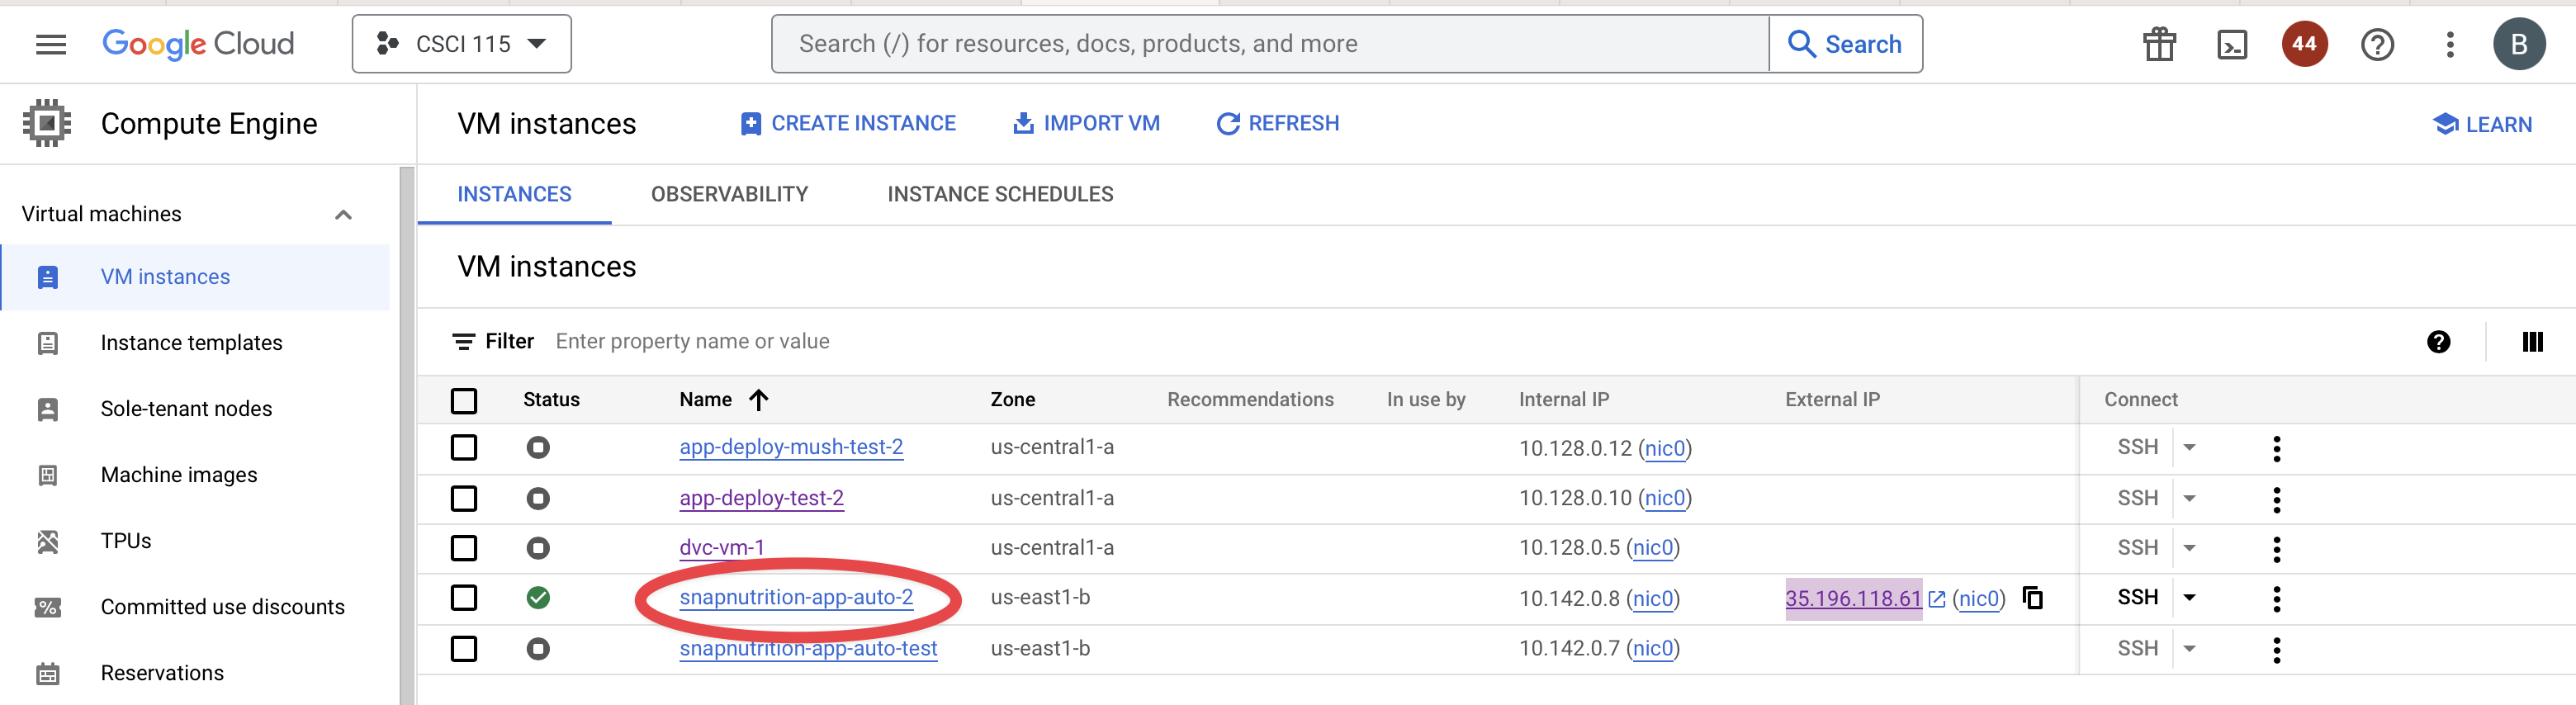 Google Cloud CSCI 115 Search (/) for resources, docs, products, and more Search 44 B
Compute Engine
VM instances CREATE INSTANCE IMPORT VM REFRESH LEARN
Virtual machines
VM instances
Instance templates
Sole-tenant nodes
Machine images
TPUs
Committed use discounts
Reservations
INSTANCES OBSERVABILITY INSTANCE SCHEDULES
VM instances
Filter Enter property name or value
Status Name Zone Recommendations In use by Internal IP External IP Connect
app-deploy-mush-test-2 us-central1-a 10.128.0.12 (nic0) SSH
app-deploy-test-2 us-central1-a 10.128.0.10 (nic0) SSH
dvc-vm-1 us-central1-a 10.128.0.5 (nic0) SSH
snapnutrition-app-auto-2 us-east1-b 10.142.0.8 (nic0) 35.196.118.61 (nic0) SSH
snapnutrition-app-auto-test us-east1-b 10.142.0.7 (nic0) SSH